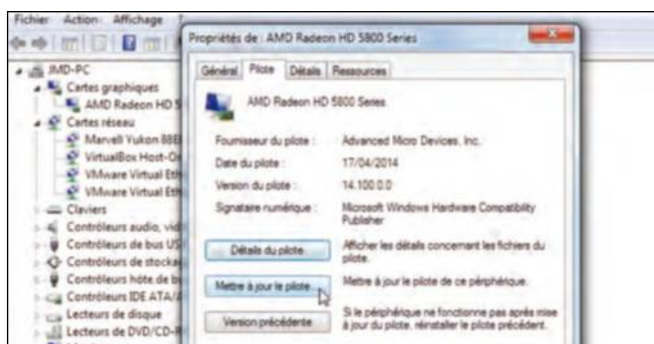 Fichier Action Affichage ?
Propriétés de : AMD Radeon HD 5800 Series
JMD-PC
Cartes graphiques
AMD Radeon HD 5
Cartes réseau
Marvell Yukon 88E
VirtualBox Host-On
VMware Virtual Eth
VMware Virtual Eth
Claviers
Contrôleurs audio, vid
Contrôleurs de bus US
Contrôleurs de stocka
Contrôleurs hôte de b
Contrôleurs IDE ATA/A
Lecteurs de disque
Lecteurs de DVD/CD-R
Général Pilote Détails Ressources
AMD Radeon HD 5800 Series
Fournisseur du pilote : Advanced Micro Devices, Inc.
Date du pilote : 17/04/2014
Version du pilote : 14.100.0.0
Signataire numérique : Microsoft Windows Hardware Compatibility
Publisher
Détails du pilote Afficher les détails concernant les fichiers du
pilote.
Mettre à jour le pilote... Mettre à jour le pilote de ce périphérique.
Version précédente Si le périphérique ne fonctionne pas après mise
à jour du pilote, réinstaller le pilote précédent.